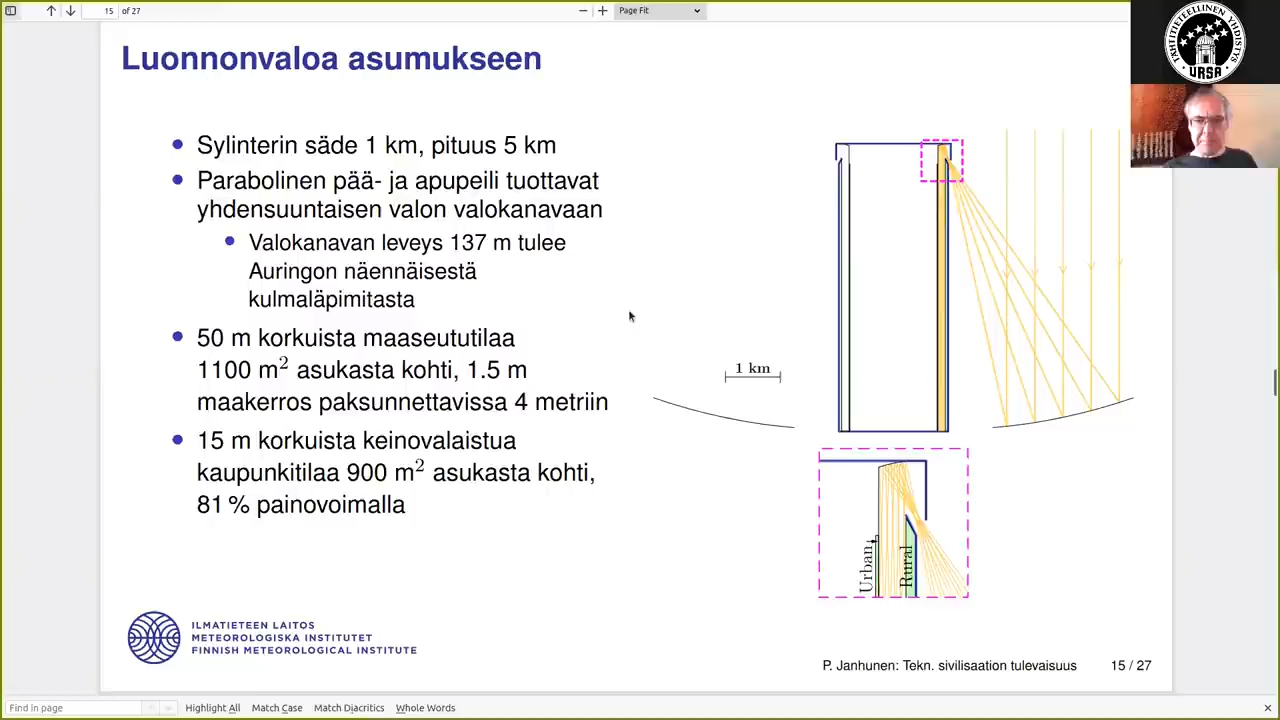 15 of 27
Page Fit
TÄHTITIETEELLINEN YHDISTYS
URSA
Luonnonvaloa asumukseen
Sylinterin säde 1 km, pituus 5 km
Parabolinen pää- ja apupeili tuottavat
yhdensuuntaisen valon valokanavaan
Valokanavan leveys 137 m tulee
Auringon näennäisestä
kulmaläpimitasta
50 m korkuista maaseututilaa
1100 m² asukasta kohti, 1.5 m
maakerros paksunnettavissa 4 metriin
15 m korkuista keinovalaistua
kaupunkitilaa 900 m² asukasta kohti,
81 % painovoimalla
1 km
Urban
Rural
ILMATIETEEN LAITOS
METEOROLOGISKA INSTITUTET
FINNISH METEOROLOGICAL INSTITUTE
P. Janhunen: Tekn. sivilisaation tulevaisuus 15 / 27
Find in page Highlight All Match Case Match Diacritics Whole Words